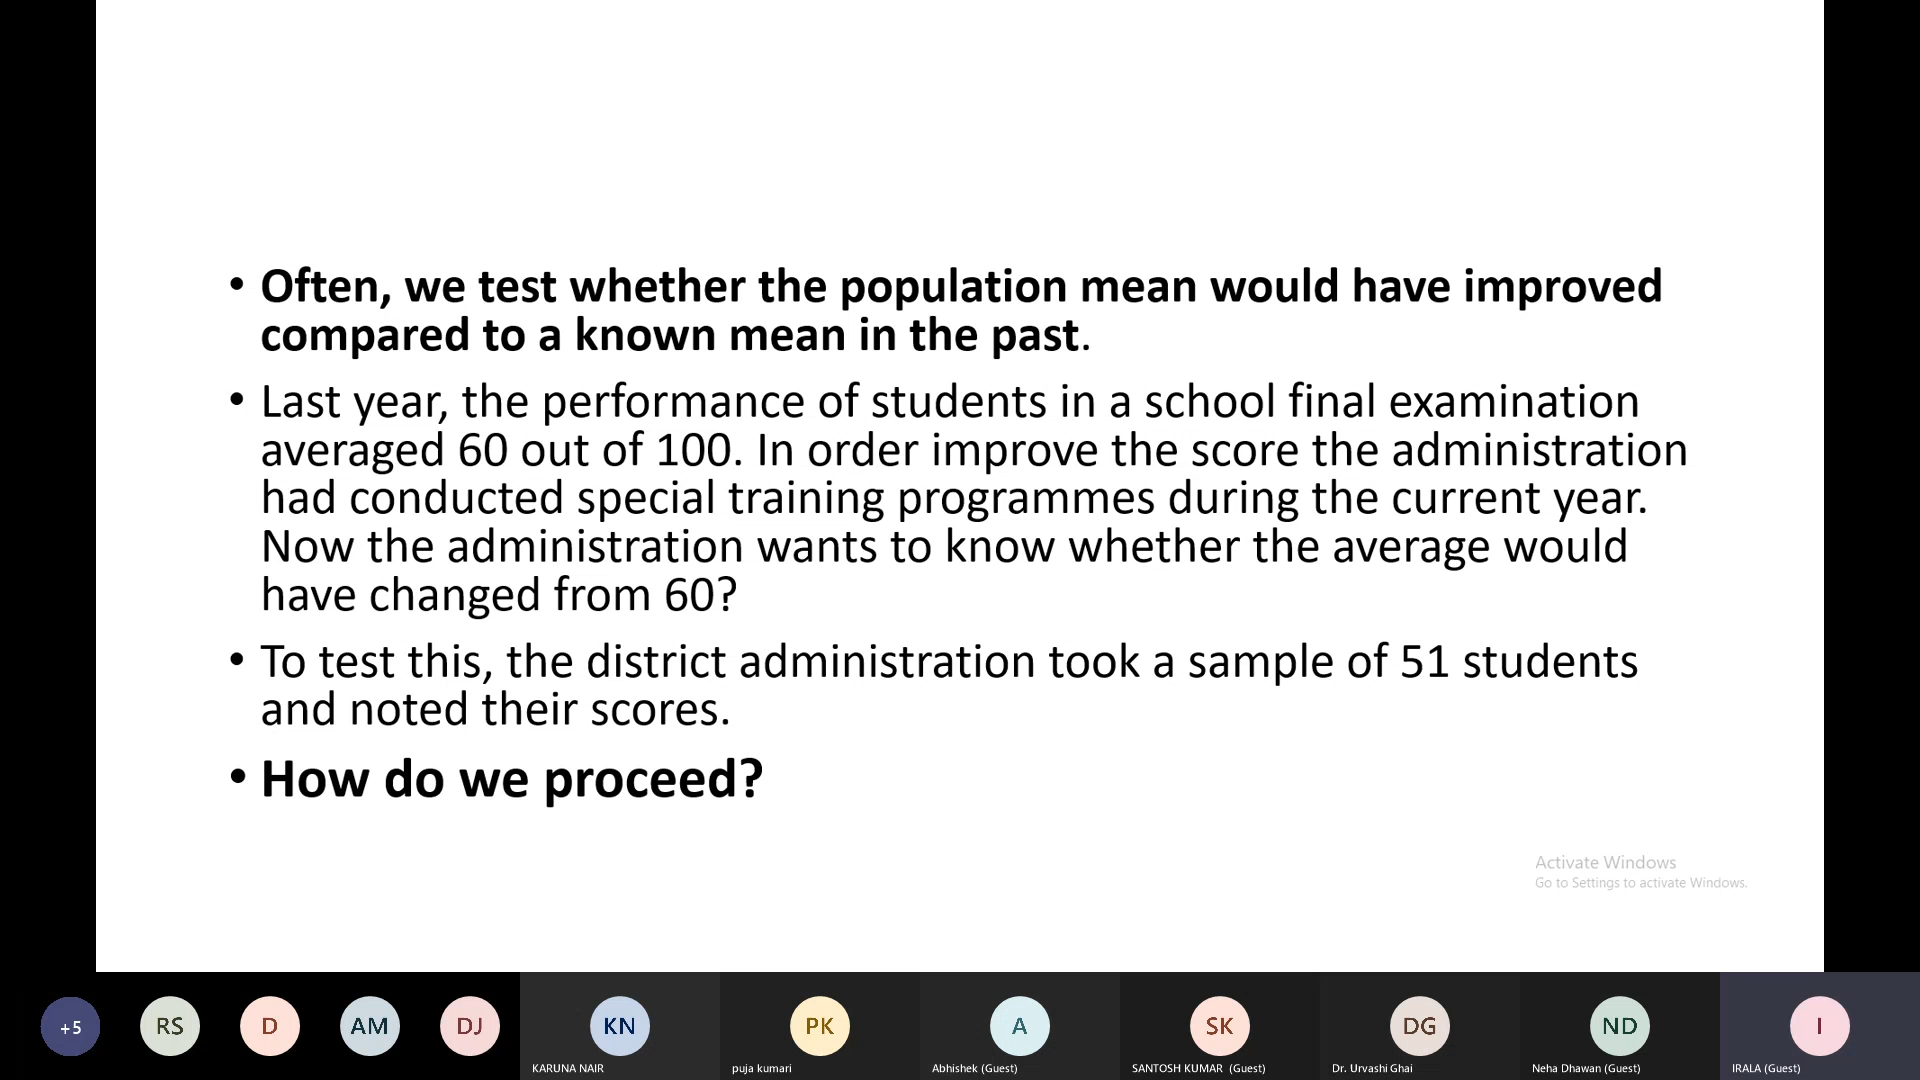 • Often, we test whether the population mean would have improved
compared to a known mean in the past.
• Last year, the performance of students in a school final examination
averaged 60 out of 100. In order improve the score the administration
had conducted special training programmes during the current year.
Now the administration wants to know whether the average would
have changed from 60?
• To test this, the district administration took a sample of 51 students
and noted their scores.
• How do we proceed?
Activate Windows
Go to Settings to activate Windows.
+5 RS D AM DJ KN PK A SK DG ND I
KARUNA NAIR puja kumari Abhishek (Guest) SANTOSH KUMAR (Guest) Dr. Urvashi Ghai Neha Dhawan (Guest) IRALA (Guest)